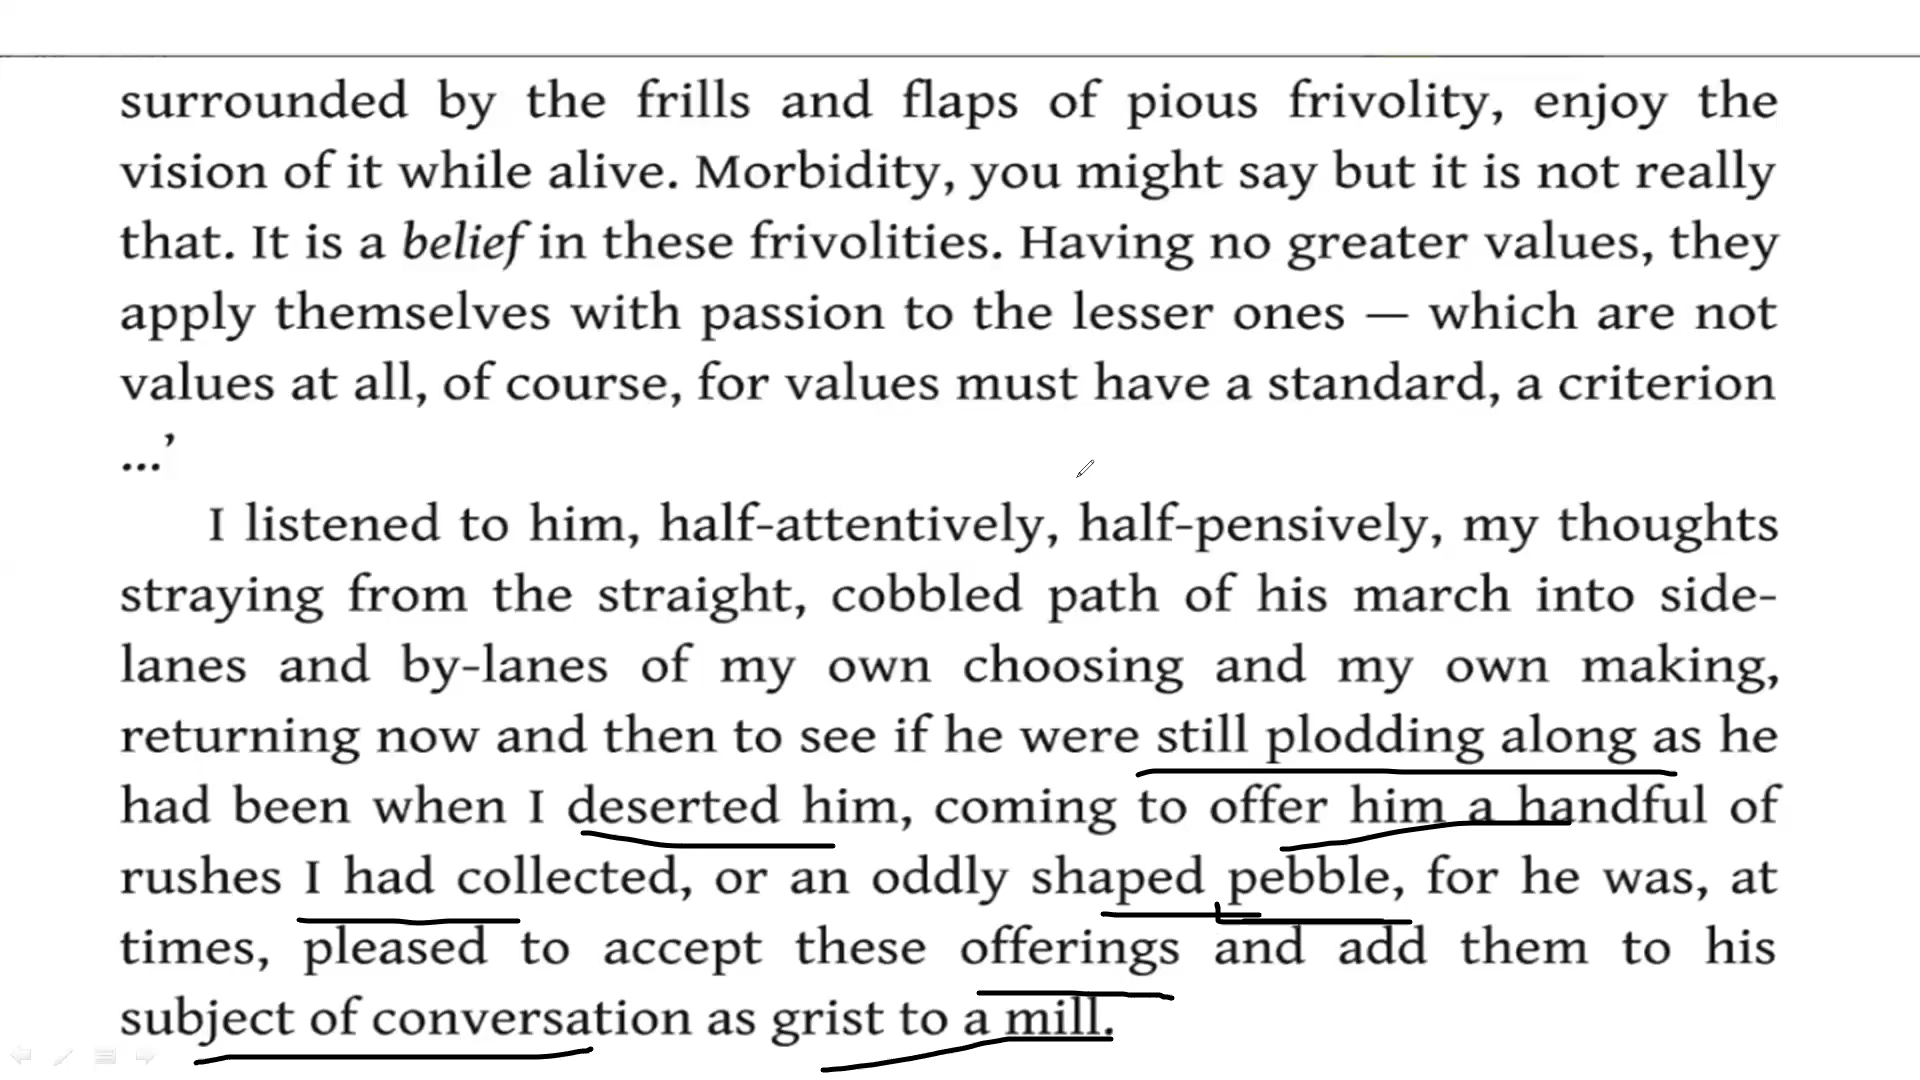 surrounded by the frills and flaps of pious frivolity, enjoy the
vision of it while alive. Morbidity, you might say but it is not really
that. It is a belief in these frivolities. Having no greater values, they
apply themselves with passion to the lesser ones — which are not
values at all, of course, for values must have a standard, a criterion
...’
I listened to him, half-attentively, half-pensively, my thoughts
straying from the straight, cobbled path of his march into side-
lanes and by-lanes of my own choosing and my own making,
returning now and then to see if he were still plodding along as he
had been when I deserted him, coming to offer him a handful of
rushes I had collected, or an oddly shaped pebble, for he was, at
times, pleased to accept these offerings and add them to his
subject of conversation as grist to a mill.